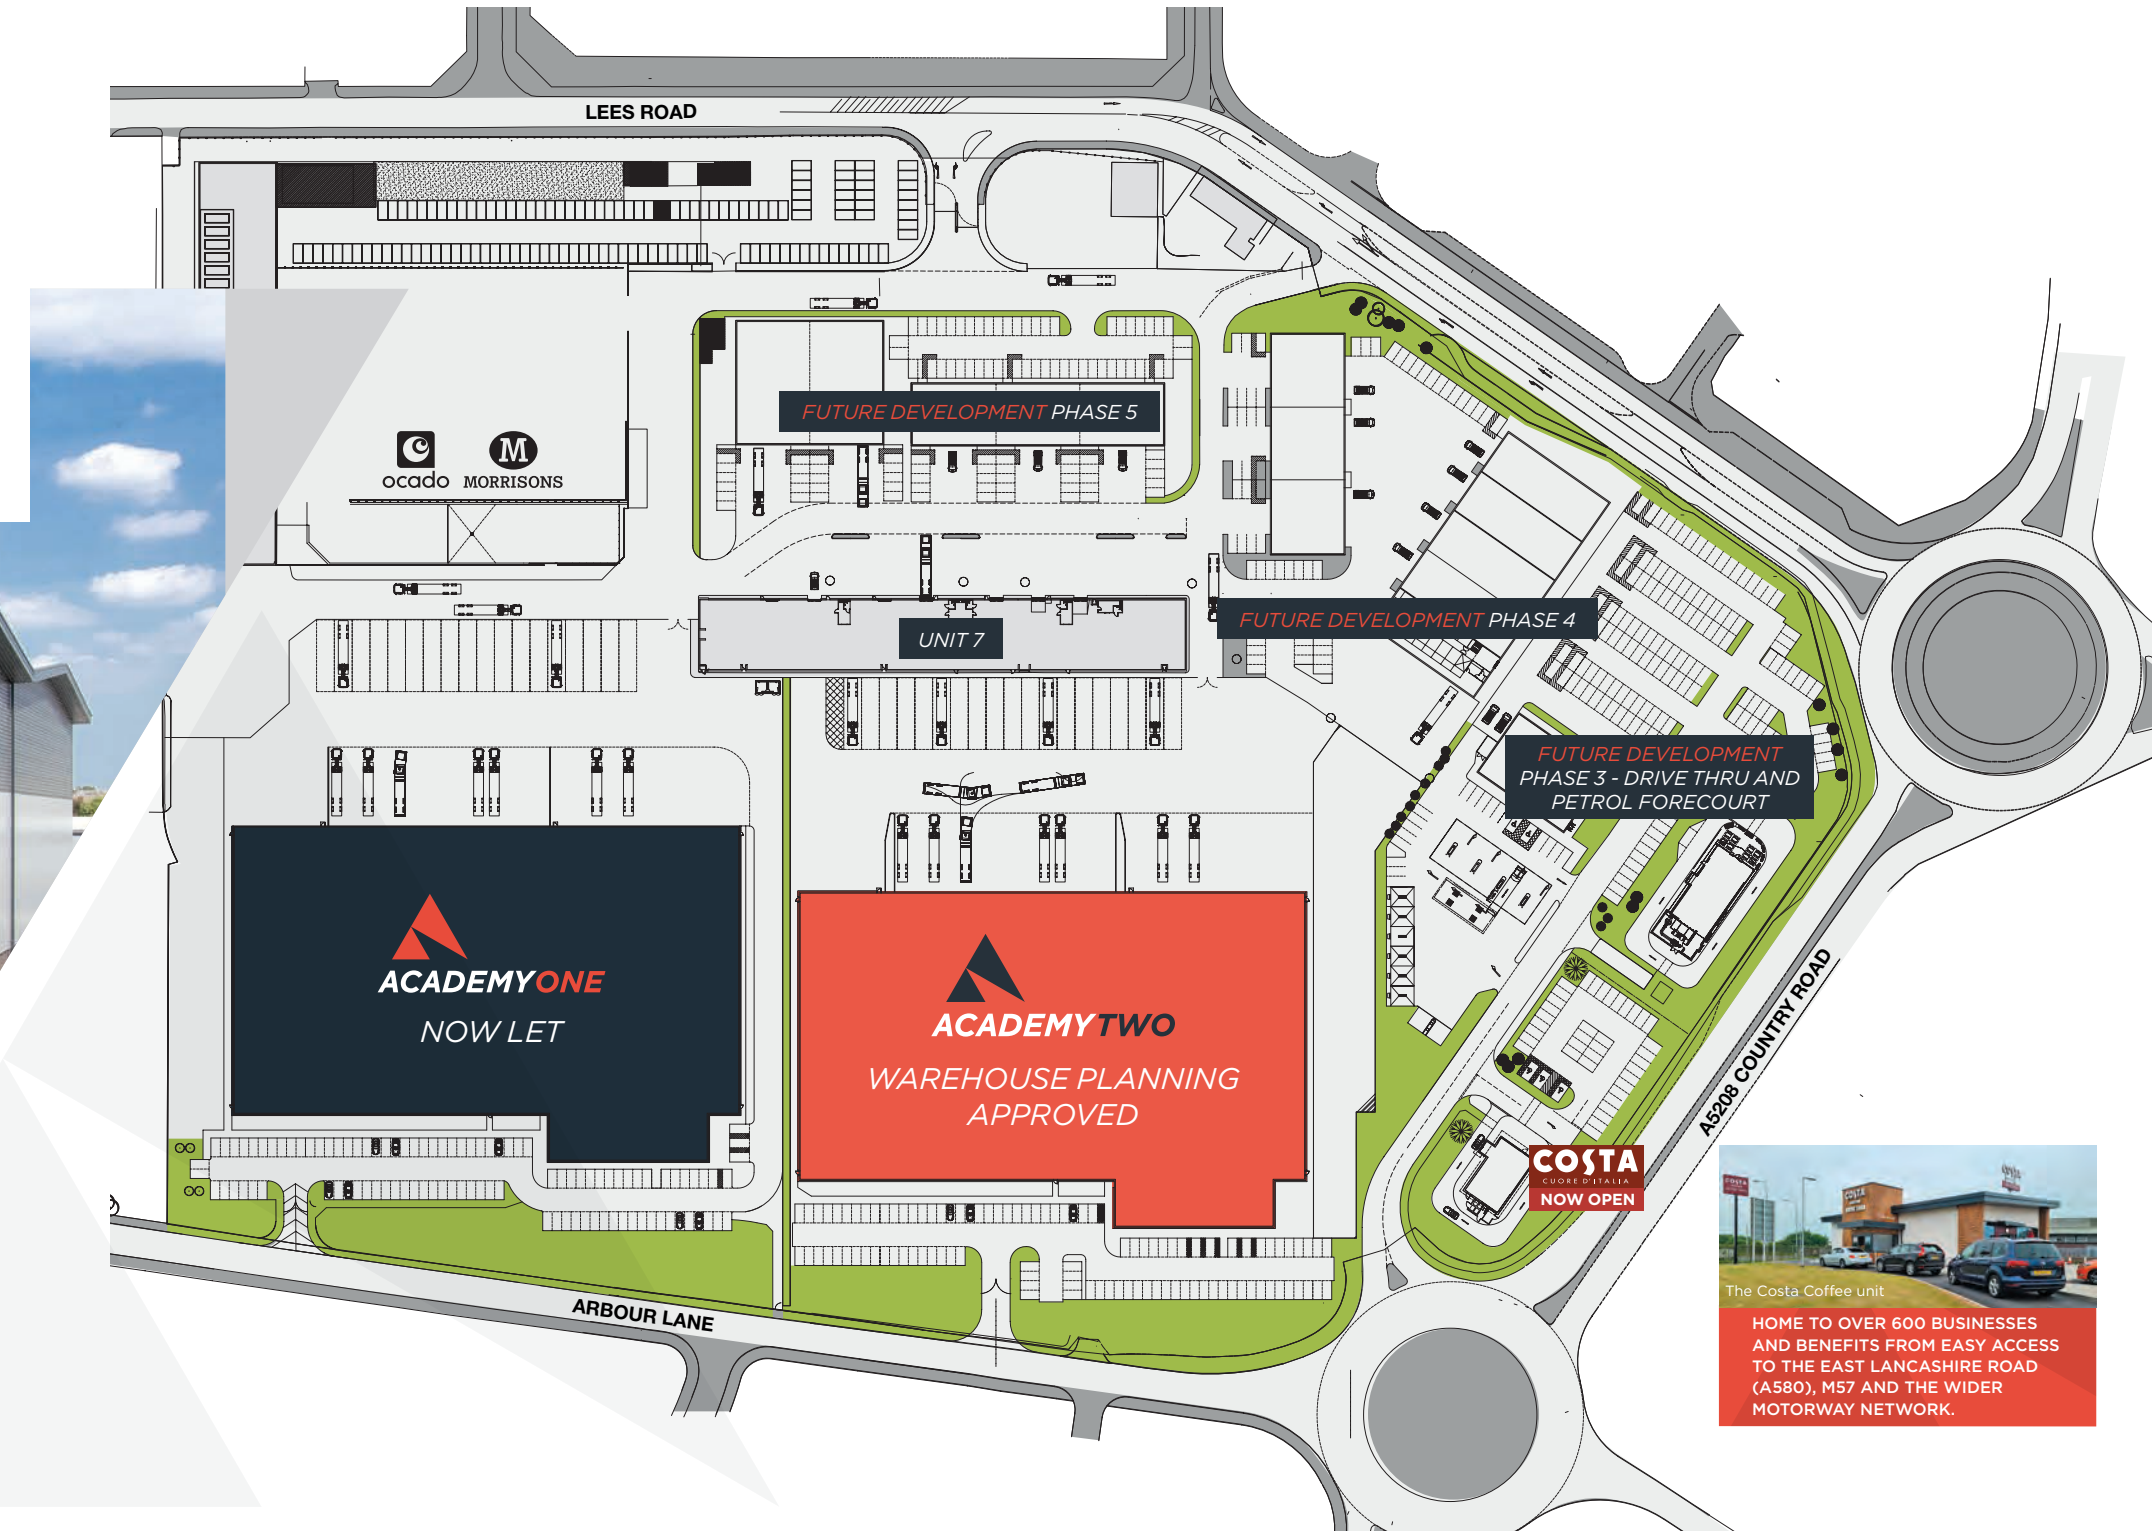 LEES ROAD
FUTURE DEVELOPMENT PHASE 5
ocado
M
MORRISONS
FUTURE DEVELOPMENT PHASE 4
UNIT 7
FUTURE DEVELOPMENT
PHASE 3 - DRIVE THRU AND
PETROL FORECOURT
ACADEMYONE
NOW LET
ACADEMYTWO
WAREHOUSE PLANNING
APPROVED
A5208 COUNTRY ROAD
COSTA
CUORE D'ITALIA
NOW OPEN
ARBOUR LANE
COSTA
COSTA
The Costa Coffee unit
HOME TO OVER 600 BUSINESSES
AND BENEFITS FROM EASY ACCESS
TO THE EAST LANCASHIRE ROAD
(A580), M57 AND THE WIDER
MOTORWAY NETWORK.